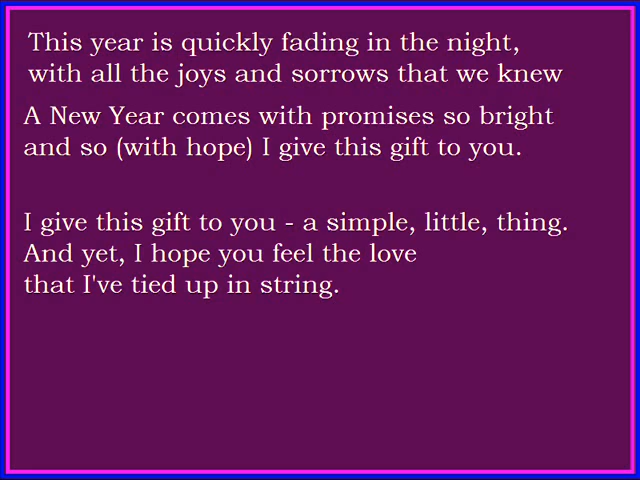 This year is quickly fading in the night,
with all the joys and sorrows that we knew
A New Year comes with promises so bright
and so (with hope) I give this gift to you.
I give this gift to you - a simple, little, thing.
And yet, I hope you feel the love
that I've tied up in string.